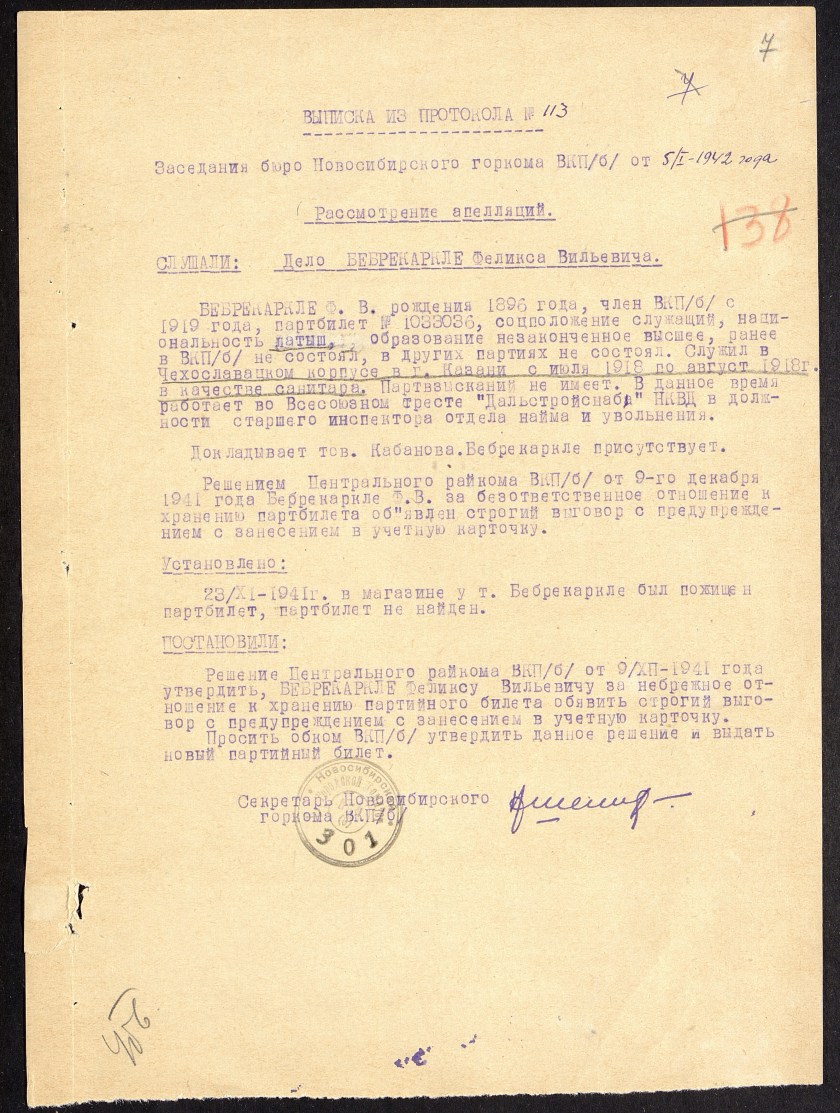 7
4
ВЫПИСКА ИЗ ПРОТОКОЛА № 113
Заседания бюро Новосибирского горкома ВКП/б/ от 5/I-1942 года
Рассмотрение апелляций.
138
СЛУШАЛИ: Дело БЕБРЕКАРКЛЕ Феликса Вильевича.
БЕБРЕКАРКЛЕ Ф. В. рождения 1896 года, член ВКП/б/ с
1919 года, партбилет № 1033036, соцположение служащий, наци-
ональность латыш, образование незаконченное высшее, ранее
в ВКП/б/ не состоял, в других партиях не состоял. Служил в
Чехославацком корпусе в г. Казани с июля 1918 по август 1918г.
в качестве санитара. Партвзысканий не имеет. В данное время
работает во Всесоюзном тресте "Дальстройснаб" НКВД в долж-
ности старшего инспектора отдела найма и увольнения.
Докладывает тов. Кабанова.Бебрекаркле присутствует.
Решением Центрального райкома ВКП/б/ от 9-го декабря
1941 года Бебрекаркле Ф.В. за безответственное отношение к
хранению партбилета об"явлен строгий выговор с предупрежде-
нием с занесением в учетную карточку.
Установлено:
23/XI-1941г. в магазине у т. Бебрекаркле был похищен
партбилет, партбилет не найден.
ПОСТАНОВИЛИ:
Решение Центрального райкома ВКП/б/ от 9/ХП-1941 года
утвердить, БЕБРЕКАРКЛЕ Феликсу Вильевичу за небрежное от-
ношение к хранению партийного билета обявить строгий выго-
вор с предупреждением с занесением в учетную карточку.
Просить обком ВКП/б/ утвердить данное решение и выдать
новый партийный билет.
Новосибирский
Секретарь Новосибирского
горкома ВКП/б/
301